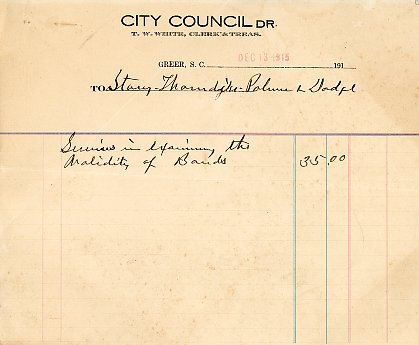 CITY COUNCIL DR.
T. W. WHITE, CLERK & TREAS.
DEC 13 1915
GREER, S. C. 191
TO Storey-Thorndike-Palmer & Dodge
Services in examining the
Validity of Bonds 35.00